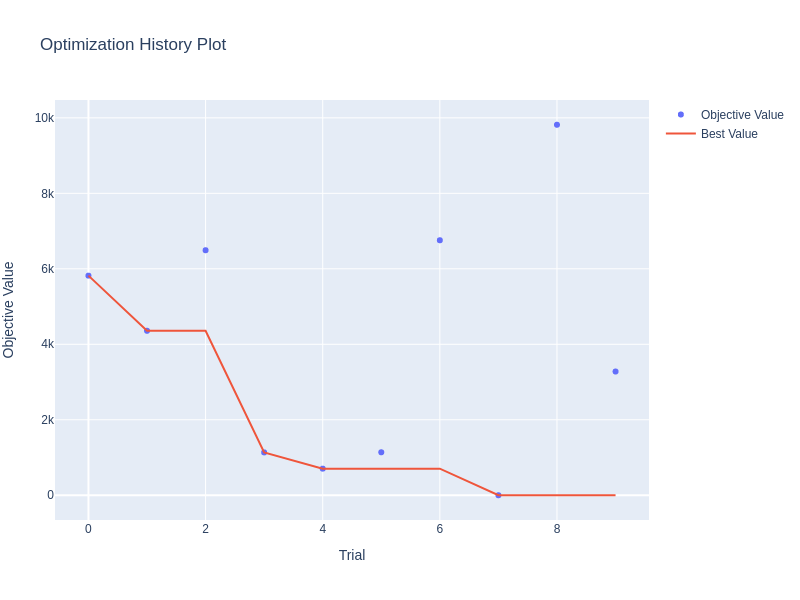 Optimization History Plot
10k
8k
6k
4k
2k
0
Objective Value
0 2 4 6 8
Trial
Objective Value
Best Value